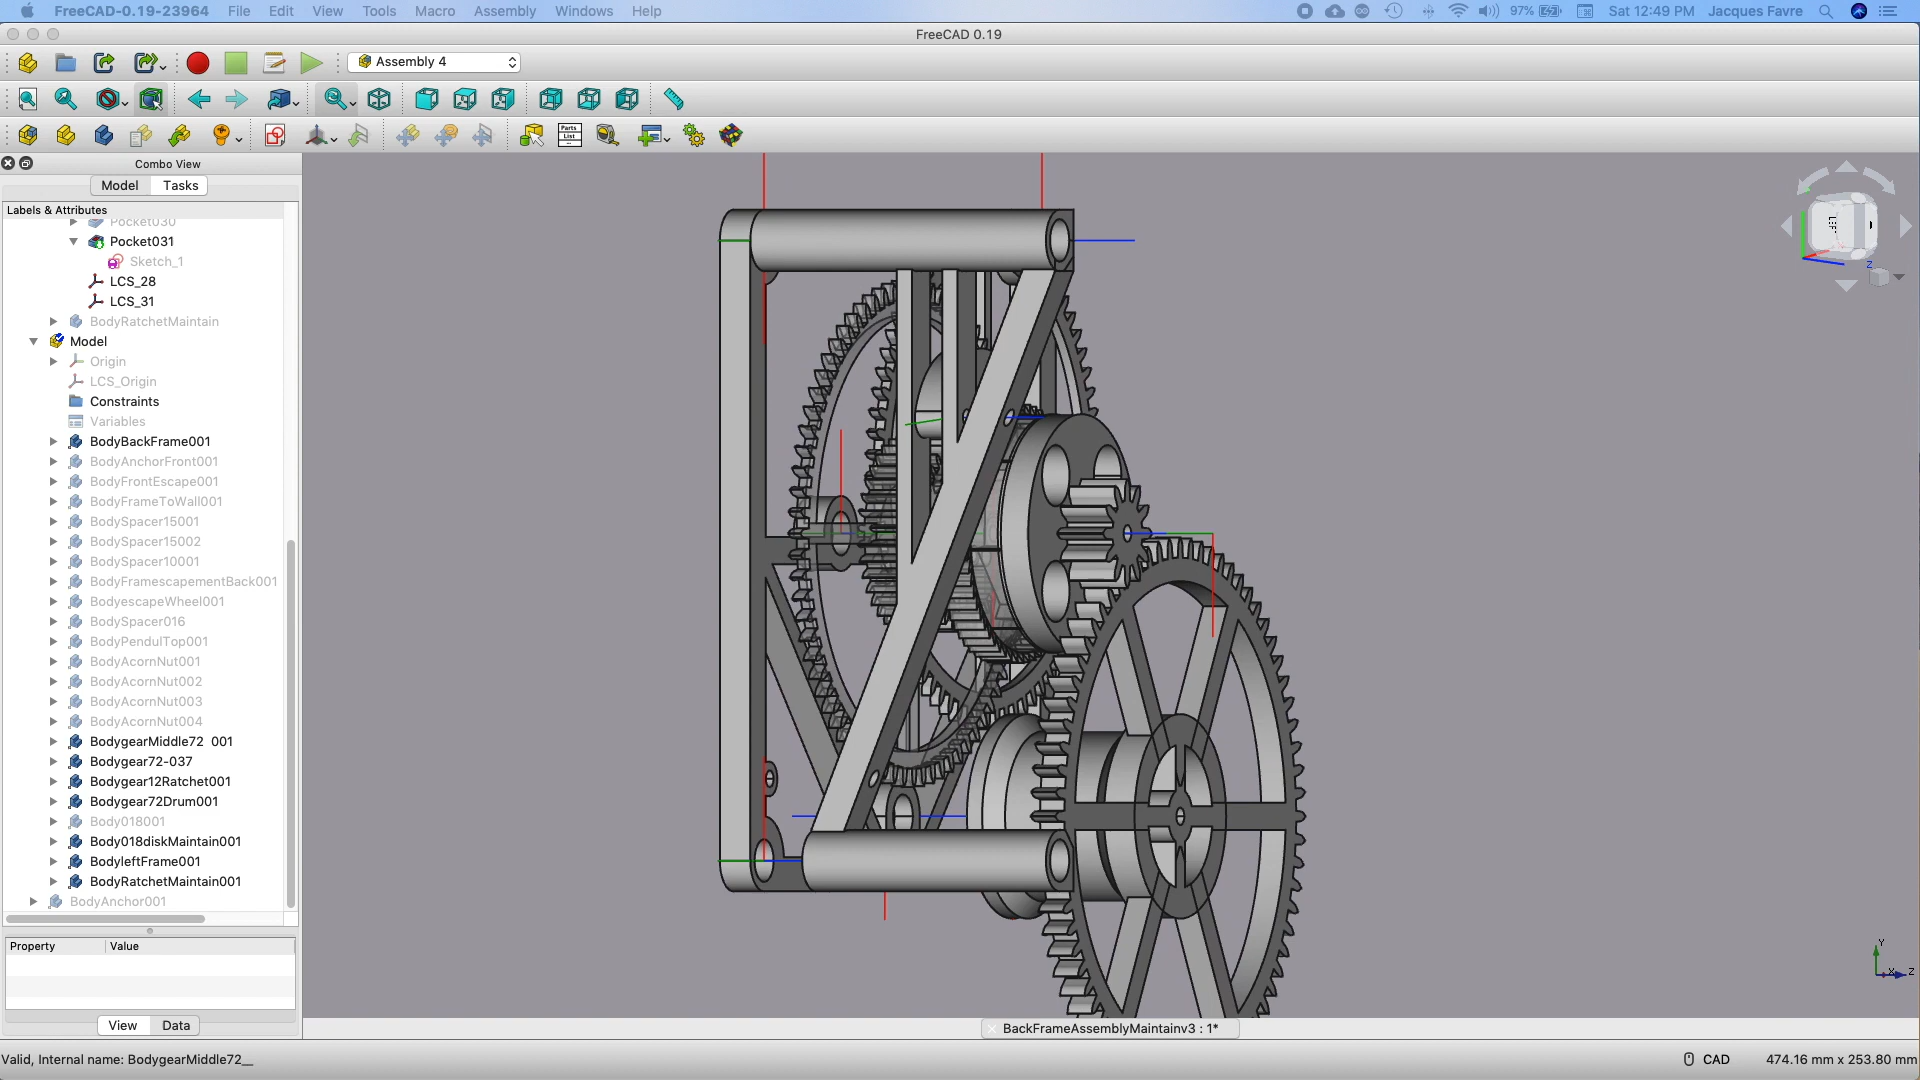 FreeCAD-0.19-23964 File Edit View Tools Macro Assembly Windows Help 97% Sat 12:49 PM Jacques Favre
FreeCAD 0.19
Assembly 4
Parts List
Combo View
Model Tasks
Labels & Attributes
Pocket030
Pocket031
Sketch_1
LCS_28
LCS_31
BodyRatchetMaintain
Model
Origin
LCS_Origin
Constraints
Variables
BodyBackFrame001
BodyAnchorFront001
BodyFrontEscape001
BodyFrameToWall001
BodySpacer15001
BodySpacer15002
BodySpacer10001
BodyFramescapementBack001
BodyescapeWheel001
BodySpacer016
BodyPendulTop001
BodyAcornNut001
BodyAcornNut002
BodyAcornNut003
BodyAcornNut004
BodygearMiddle72 001
Bodygear72-037
Bodygear12Ratchet001
Bodygear72Drum001
Body018001
Body018diskMaintain001
BodyleftFrame001
BodyRatchetMaintain001
BodyAnchor001
Property Value
View Data
Z
Y
X Z
BackFrameAssemblyMaintainv3 : 1*
Valid, Internal name: BodygearMiddle72__
CAD 474.16 mm x 253.80 mm